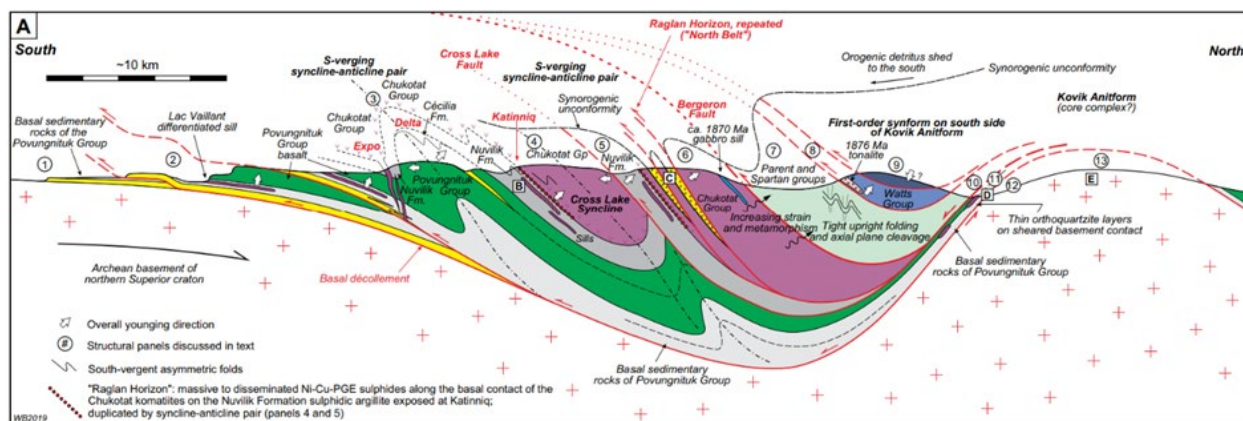 A
South
~10 km
Basal sedimentary
rocks of the
Povungnituk Group
1
2
Lac Vaillant
differentiated sill
Povungnituk
Group
basalt
S-verging
syncline-anticline pair
3
Chukotat
Group
Chukotat
Group
Cécilia
Fm.
Delta
Expo
Nuvilik
Fm.
Povungnituk
Group
Cross Lake
Fault
Nuvilik
Fm.
Katinniq
4
Chukotat Gp
B
Cross Lake
Syncline
Sills
S-verging
syncline-anticline pair
Synorogenic
unconformity
5
Nuvilik
Fm.
Raglan Horizon, repeated
("North Belt")
Bergeron
Fault
ca. 1870 Ma
gabbro sill
6
C
Chukotat
Group
Increasing strain
and metamorphism
7
Parent and
Spartan groups
Tight upright folding
and axial plane cleavage
Orogenic detritus shed
to the south
Synorogenic unconformity
First-order synform on south side
of Kovik Anitform
8
1876 Ma
tonalite
9
Watts
Group
North
Kovik Anitform
(core complex?)
10
11
12
D
13
E
Thin orthoquartzite layers
on sheared basement contact
Basal sedimentary
rocks of Povungnituk Group
Archean basement of
northern Superior craton
Basal décollement
Basal sedimentary
rocks of Povungnituk Group
Overall younging direction
# Structural panels discussed in text
South-vergent asymmetric folds
"Raglan Horizon": massive to disseminated Ni-Cu-PGE sulphides along the basal contact of the
Chukotat komatiites on the Nuvilik Formation sulphidic argillite exposed at Katinniq;
duplicated by syncline-anticline pair (panels 4 and 5)
WB2019